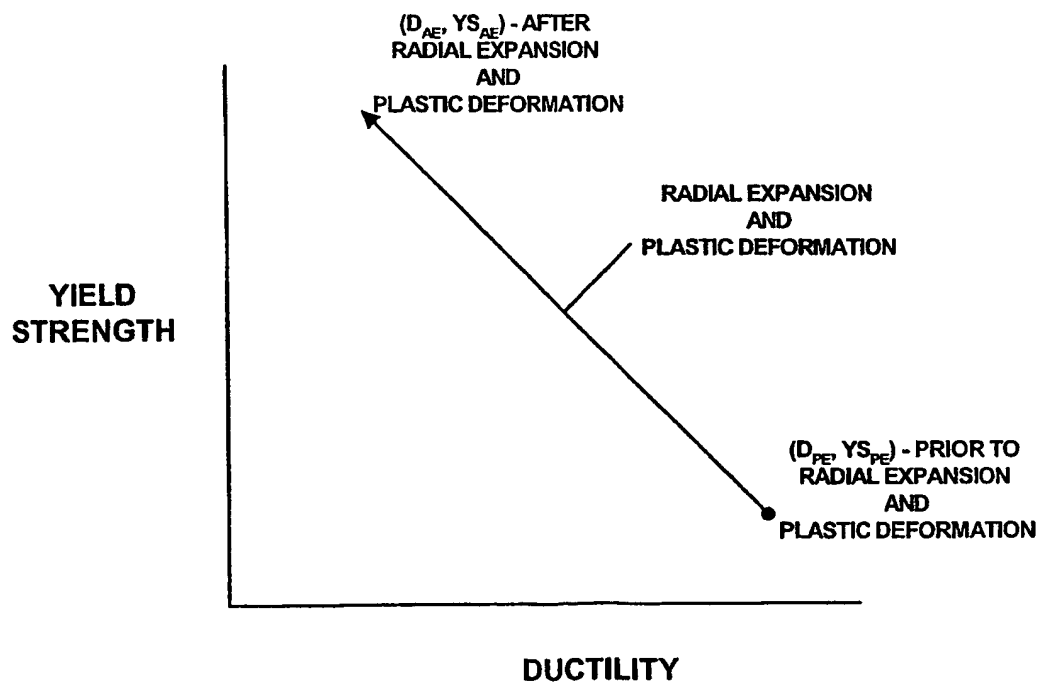 (D_AE, YS_AE) - AFTER
RADIAL EXPANSION
AND
PLASTIC DEFORMATION
RADIAL EXPANSION
AND
PLASTIC DEFORMATION
YIELD
STRENGTH
(D_PE, YS_PE) - PRIOR TO
RADIAL EXPANSION
AND
PLASTIC DEFORMATION
DUCTILITY